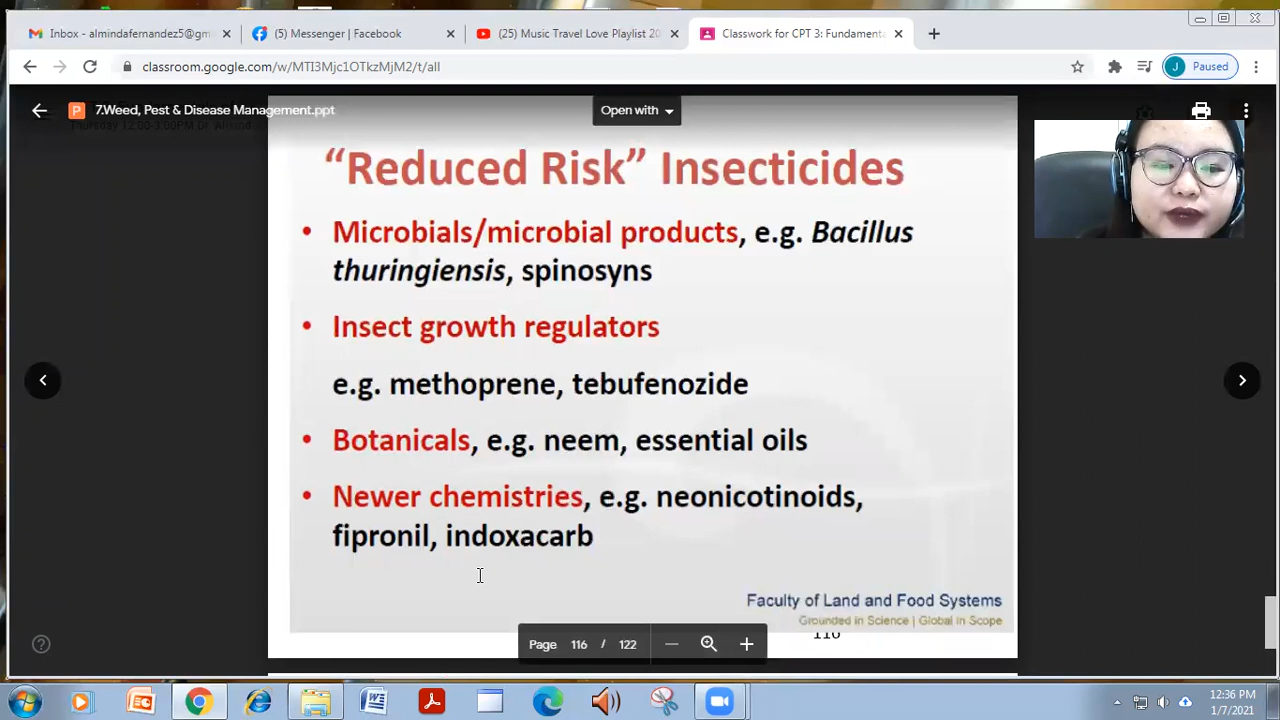 Inbox - almindafernandez5@gm
(5) Messenger | Facebook
(25) Music Travel Love Playlist 20
Classwork for CPT 3: Fundamenta
classroom.google.com/w/MTI3Mjc1OTkzMjM2/t/all
J Paused
7.Weed, Pest & Disease Management.ppt
Open with
“Reduced Risk” Insecticides
• Microbials/microbial products, e.g. Bacillus
thuringiensis, spinosyns
• Insect growth regulators
e.g. methoprene, tebufenozide
• Botanicals, e.g. neem, essential oils
• Newer chemistries, e.g. neonicotinoids,
fipronil, indoxacarb
Faculty of Land and Food Systems
Grounded in Science | Global in Scope
116
Page 116 / 122
12:36 PM
1/7/2021